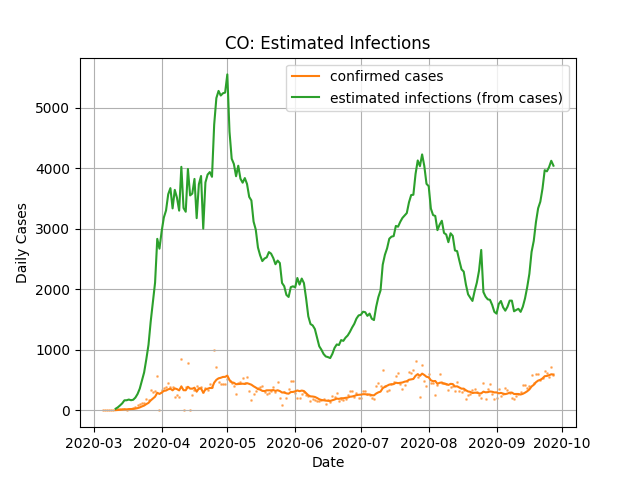 CO: Estimated Infections
confirmed cases
estimated infections (from cases)
Daily Cases
5000
4000
3000
2000
1000
0
2020-03 2020-04 2020-05 2020-06 2020-07 2020-08 2020-09 2020-10
Date